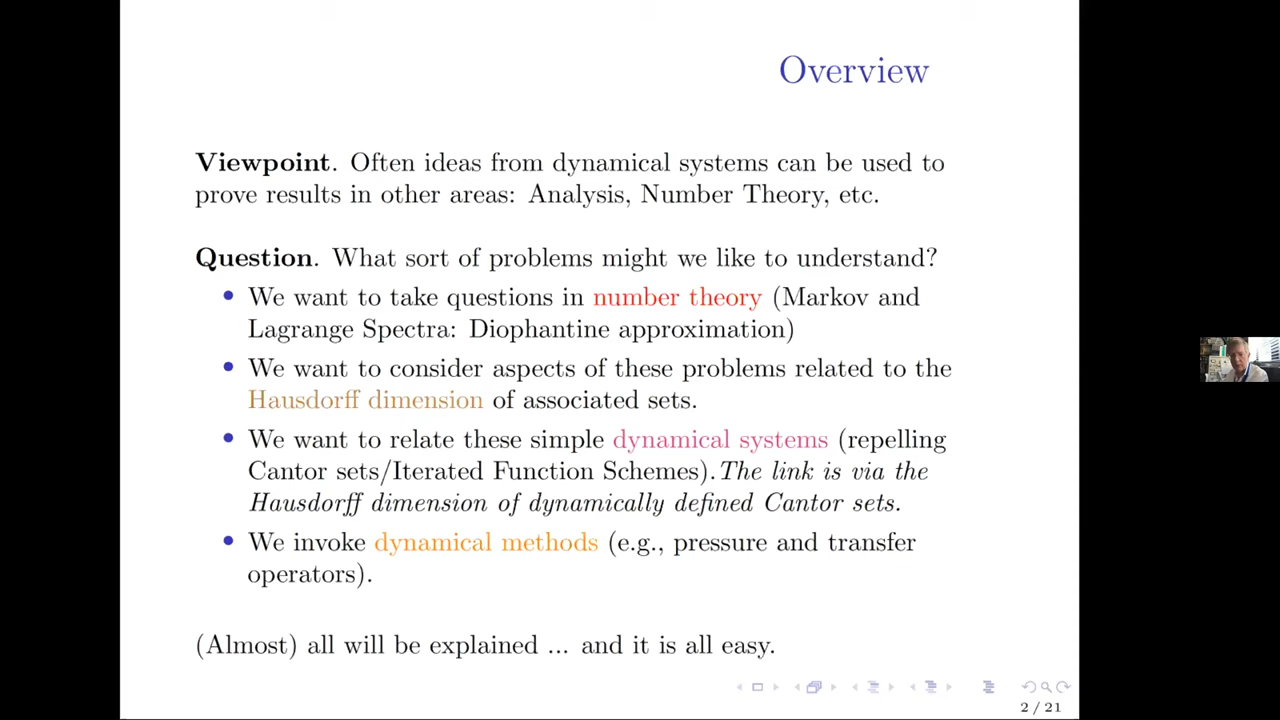 Overview
Viewpoint. Often ideas from dynamical systems can be used to
prove results in other areas: Analysis, Number Theory, etc.
Question. What sort of problems might we like to understand?
• We want to take questions in number theory (Markov and
Lagrange Spectra: Diophantine approximation)
• We want to consider aspects of these problems related to the
Hausdorff dimension of associated sets.
• We want to relate these simple dynamical systems (repelling
Cantor sets/Iterated Function Schemes). The link is via the
Hausdorff dimension of dynamically defined Cantor sets.
• We invoke dynamical methods (e.g., pressure and transfer
operators).
(Almost) all will be explained ... and it is all easy.
2 / 21